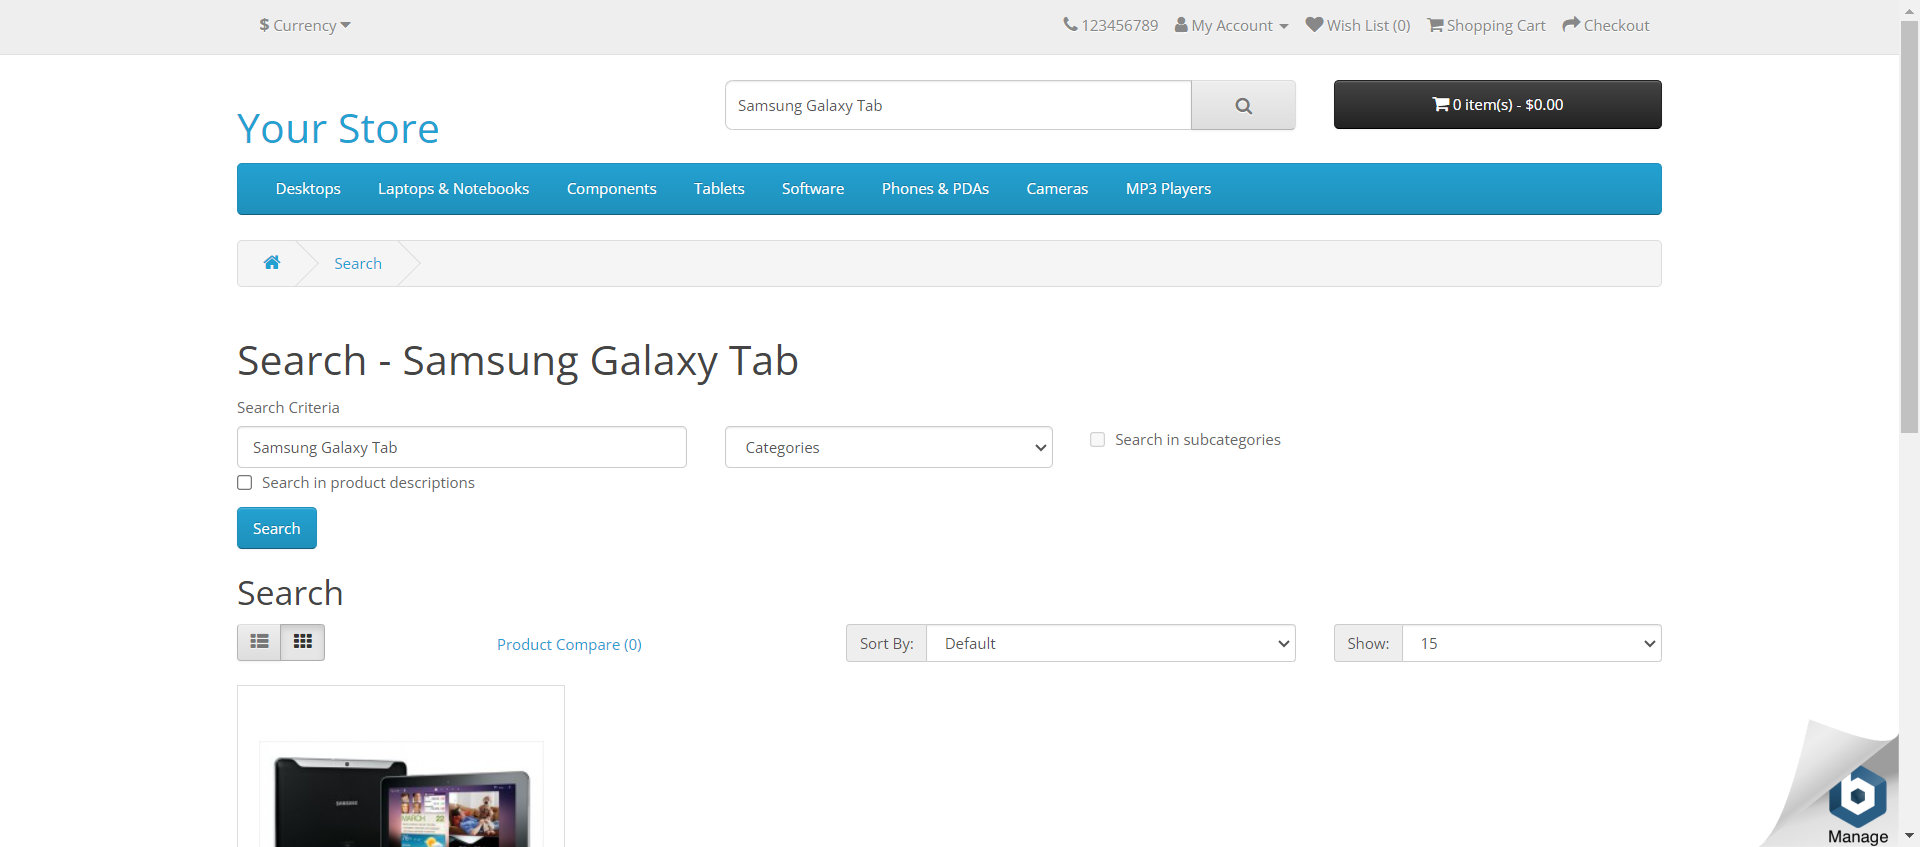 $ Currency
123456789 My Account Wish List (0) Shopping Cart Checkout
Your Store
Samsung Galaxy Tab
0 item(s) - $0.00
Desktops Laptops & Notebooks Components Tablets Software Phones & PDAs Cameras MP3 Players
Search
Search - Samsung Galaxy Tab
Search Criteria
Samsung Galaxy Tab
Categories
Search in subcategories
Search in product descriptions
Search
Search
Product Compare (0)
Sort By: Default
Show: 15
SAMSUNG
MARCH 22
b
Manage